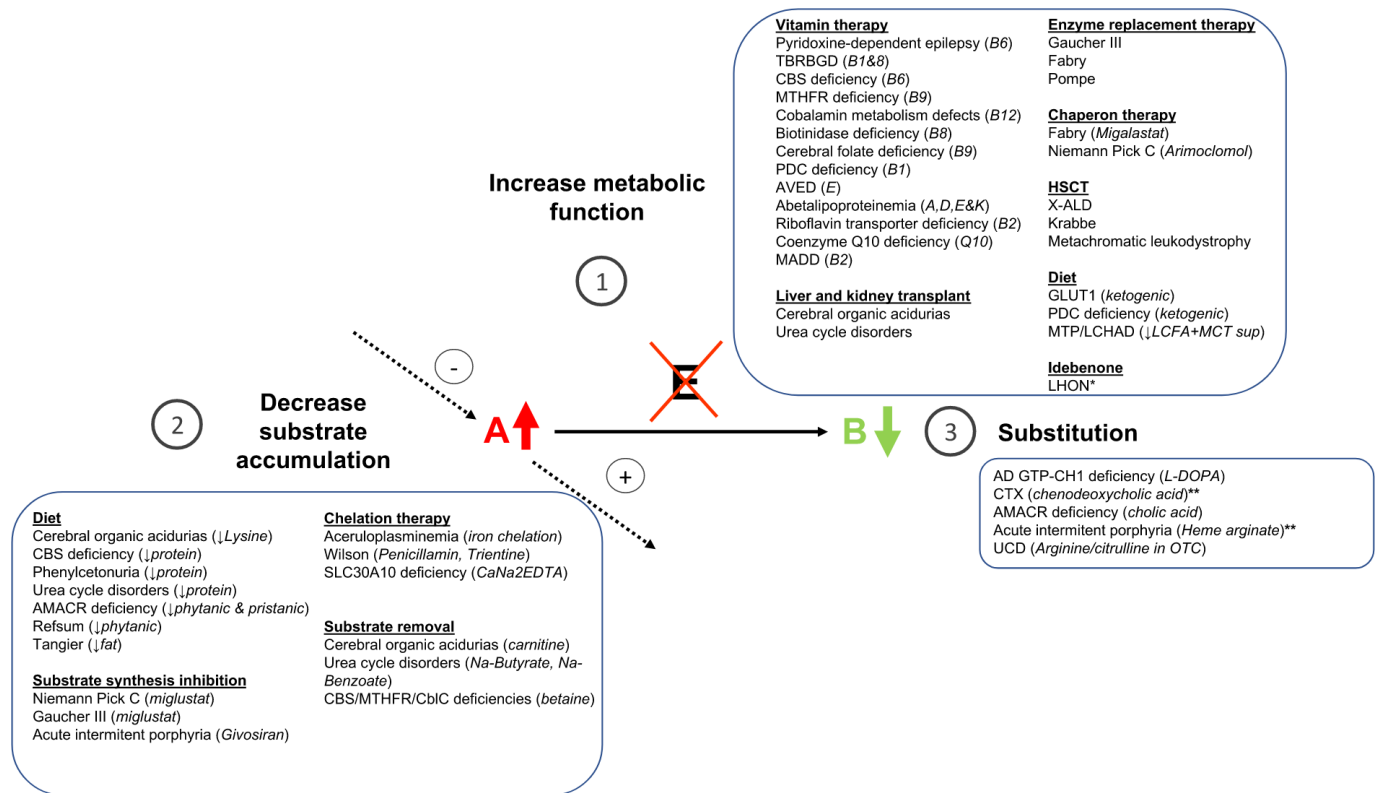 Vitamin therapy
Pyridoxine-dependent epilepsy (B6)
TBRBGD (B1&8)
CBS deficiency (B6)
MTHFR deficiency (B9)
Cobalamin metabolism defects (B12)
Biotinidase deficiency (B8)
Cerebral folate deficiency (B9)
PDC deficiency (B1)
AVED (E)
Abetalipoproteinemia (A,D,E&K)
Riboflavin transporter deficiency (B2)
Coenzyme Q10 deficiency (Q10)
MADD (B2)
Liver and kidney transplant
Cerebral organic acidurias
Urea cycle disorders
Enzyme replacement therapy
Gaucher III
Fabry
Pompe
Chaperon therapy
Fabry (Migalastat)
Niemann Pick C (Arimoclomol)
HSCT
X-ALD
Krabbe
Metachromatic leukodystrophy
Diet
GLUT1 (ketogenic)
PDC deficiency (ketogenic)
MTP/LCHAD (↓LCFA+MCT sup)
Idebenone
LHON*
Increase metabolic
function
1
-
E
2
Decrease
substrate
accumulation
A
B
3
Substitution
+
AD GTP-CH1 deficiency (L-DOPA)
CTX (chenodeoxycholic acid)**
AMACR deficiency (cholic acid)
Acute intermitent porphyria (Heme arginate)**
UCD (Arginine/citrulline in OTC)
Diet
Cerebral organic acidurias (↓Lysine)
CBS deficiency (↓protein)
Phenylcetonuria (↓protein)
Urea cycle disorders (↓protein)
AMACR deficiency (↓phytanic & pristanic)
Refsum (↓phytanic)
Tangier (↓fat)
Substrate synthesis inhibition
Niemann Pick C (miglustat)
Gaucher III (miglustat)
Acute intermitent porphyria (Givosiran)
Chelation therapy
Aceruloplasminemia (iron chelation)
Wilson (Penicillamin, Trientine)
SLC30A10 deficiency (CaNa2EDTA)
Substrate removal
Cerebral organic acidurias (carnitine)
Urea cycle disorders (Na-Butyrate, Na-
Benzoate)
CBS/MTHFR/CblC deficiencies (betaine)